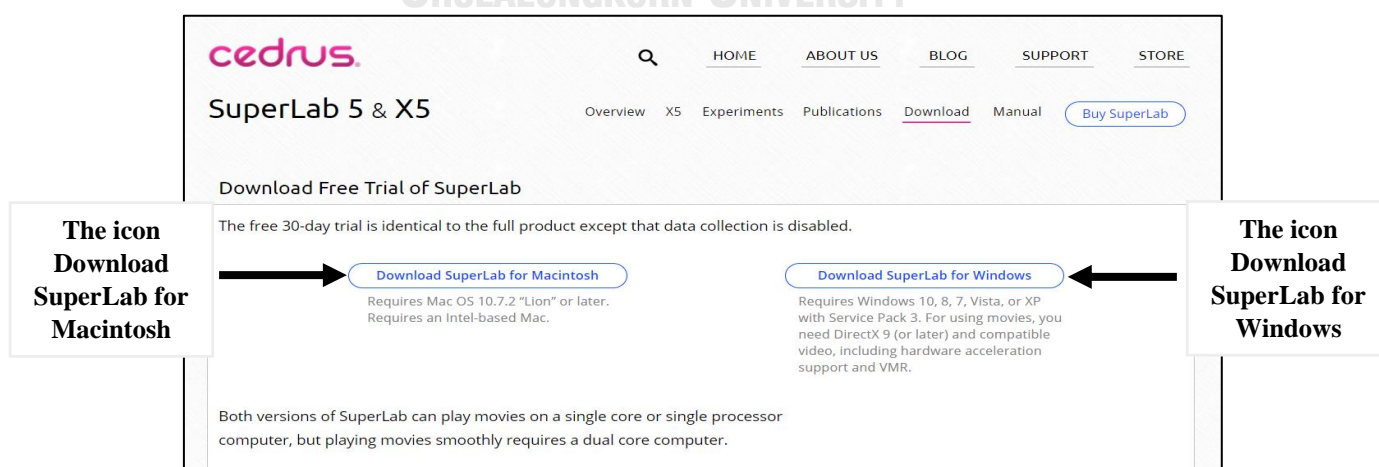 CHULALONGKORN UNIVERSITY
cedrus.
HOME ABOUT US BLOG SUPPORT STORE
SuperLab 5 & X5
Overview X5 Experiments Publications Download Manual Buy SuperLab
Download Free Trial of SuperLab
The free 30-day trial is identical to the full product except that data collection is disabled.
The icon
Download
SuperLab for
Macintosh
Download SuperLab for Macintosh
Requires Mac OS 10.7.2 “Lion” or later.
Requires an Intel-based Mac.
Download SuperLab for Windows
Requires Windows 10, 8, 7, Vista, or XP
with Service Pack 3. For using movies, you
need DirectX 9 (or later) and compatible
video, including hardware acceleration
support and VMR.
The icon
Download
SuperLab for
Windows
Both versions of SuperLab can play movies on a single core or single processor
computer, but playing movies smoothly requires a dual core computer.